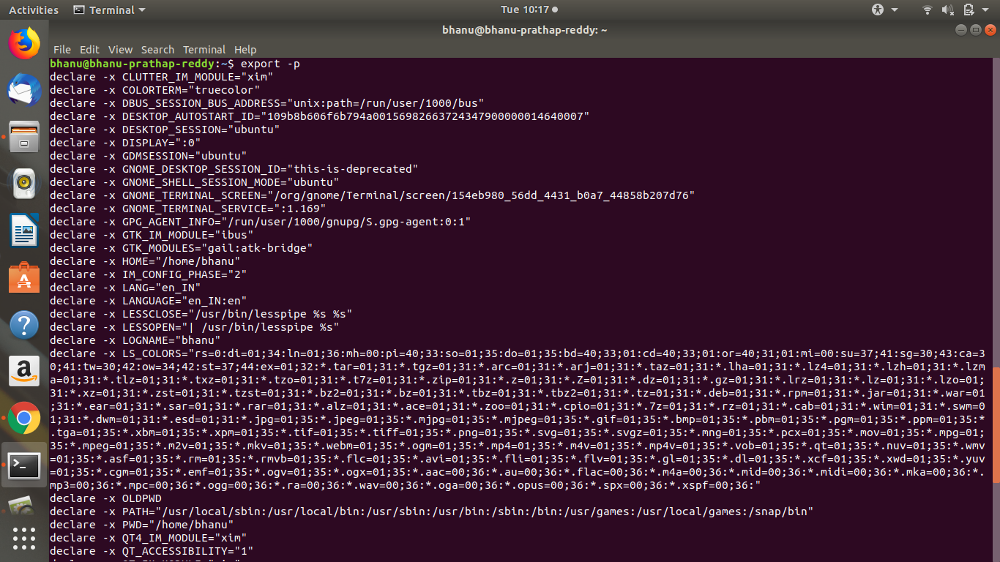 Activities Terminal Tue 10:17
bhanu@bhanu-prathap-reddy: ~
File Edit View Search Terminal Help
bhanu@bhanu-prathap-reddy:~$ export -p
declare -x CLUTTER_IM_MODULE="xim"
declare -x COLORTERM="truecolor"
declare -x DBUS_SESSION_BUS_ADDRESS="unix:path=/run/user/1000/bus"
declare -x DESKTOP_AUTOSTART_ID="109b8b606f6b794a001569826637243479000000146​40007"
declare -x DESKTOP_SESSION="ubuntu"
declare -x DISPLAY=":0"
declare -x GDMSESSION="ubuntu"
declare -x GNOME_DESKTOP_SESSION_ID="this-is-deprecated"
declare -x GNOME_SHELL_SESSION_MODE="ubuntu"
declare -x GNOME_TERMINAL_SCREEN="/org/gnome/Terminal/screen/154eb980_56dd_4431_b0a7_44858b207d76"
declare -x GNOME_TERMINAL_SERVICE=":1.169"
declare -x GPG_AGENT_INFO="/run/user/1000/gnupg/S.gpg-agent:0:1"
declare -x GTK_IM_MODULE="ibus"
declare -x GTK_MODULES="gail:atk-bridge"
declare -x HOME="/home/bhanu"
declare -x IM_CONFIG_PHASE="2"
declare -x LANG="en_IN"
declare -x LANGUAGE="en_IN:en"
declare -x LESSCLOSE="/usr/bin/lesspipe %s %s"
declare -x LESSOPEN="| /usr/bin/lesspipe %s"
declare -x LOGNAME="bhanu"
declare -x LS_COLORS="rs=0:di=01;34:ln=01;36:mh=00:pi=40;33:so=01;35:do=01;35:bd=40;33;01:cd=40;33;01:or=40;31;01:mi=00:su=37;41:sg=30;43:ca=3
0;41:tw=30;42:ow=34;42:st=37;44:ex=01;32:*.tar=01;31:*.tgz=01;31:*.arc=01;31:*.arj=01;31:*.taz=01;31:*.lha=01;31:*.lz4=01;31:*.lzh=01;31:*.lzm
a=01;31:*.tlz=01;31:*.txz=01;31:*.tzo=01;31:*.t7z=01;31:*.zip=01;31:*.z=01;31:*.Z=01;31:*.dz=01;31:*.gz=01;31:*.lrz=01;31:*.lz=01;31:*.lzo=01;
31:*.xz=01;31:*.zst=01;31:*.tzst=01;31:*.bz2=01;31:*.bz=01;31:*.tbz=01;31:*.tbz2=01;31:*.tz=01;31:*.deb=01;31:*.rpm=01;31:*.jar=01;31:*.war=01
;31:*.ear=01;31:*.sar=01;31:*.rar=01;31:*.alz=01;31:*.ace=01;31:*.zoo=01;31:*.cpio=01;31:*.7z=01;31:*.rz=01;31:*.cab=01;31:*.wim=01;31:*.swm=0
01;31:*.dwm=01;31:*.esd=01;31:*.jpg=01;35:*.jpeg=01;35:*.mjpg=01;35:*.mjpeg=01;35:*.gif=01;35:*.bmp=01;35:*.pbm=01;35:*.pgm=01;35:*.ppm=01;35:*
.tga=01;35:*.xbm=01;35:*.xpm=01;35:*.tif=01;35:*.tiff=01;35:*.png=01;35:*.svg=01;35:*.svgz=01;35:*.mng=01;35:*.pcx=01;35:*.mov=01;35:*.mpg=01;
35:*.mpeg=01;35:*.m2v=01;35:*.mkv=01;35:*.webm=01;35:*.ogm=01;35:*.mp4=01;35:*.m4v=01;35:*.mp4v=01;35:*.vob=01;35:*.qt=01;35:*.nuv=01;35:*.wmv
=01;35:*.asf=01;35:*.rm=01;35:*.rmvb=01;35:*.flc=01;35:*.avi=01;35:*.fli=01;35:*.flv=01;35:*.gl=01;35:*.dl=01;35:*.xcf=01;35:*.xwd=01;35:*.yuv
=01;35:*.cgm=01;35:*.emf=01;35:*.ogv=01;35:*.ogx=01;35:*.aac=00;36:*.au=00;36:*.flac=00;36:*.m4a=00;36:*.mid=00;36:*.midi=00;36:*.mka=00;36:*.
mp3=00;36:*.mpc=00;36:*.ogg=00;36:*.ra=00;36:*.wav=00;36:*.oga=00;36:*.opus=00;36:*.spx=00;36:*.xspf=00;36:"
declare -x OLDPWD
declare -x PATH="/usr/local/sbin:/usr/local/bin:/usr/sbin:/usr/bin:/sbin:/bin:/usr/games:/usr/local/games:/snap/bin"
declare -x PWD="/home/bhanu"
declare -x QT4_IM_MODULE="xim"
declare -x QT_ACCESSIBILITY="1"